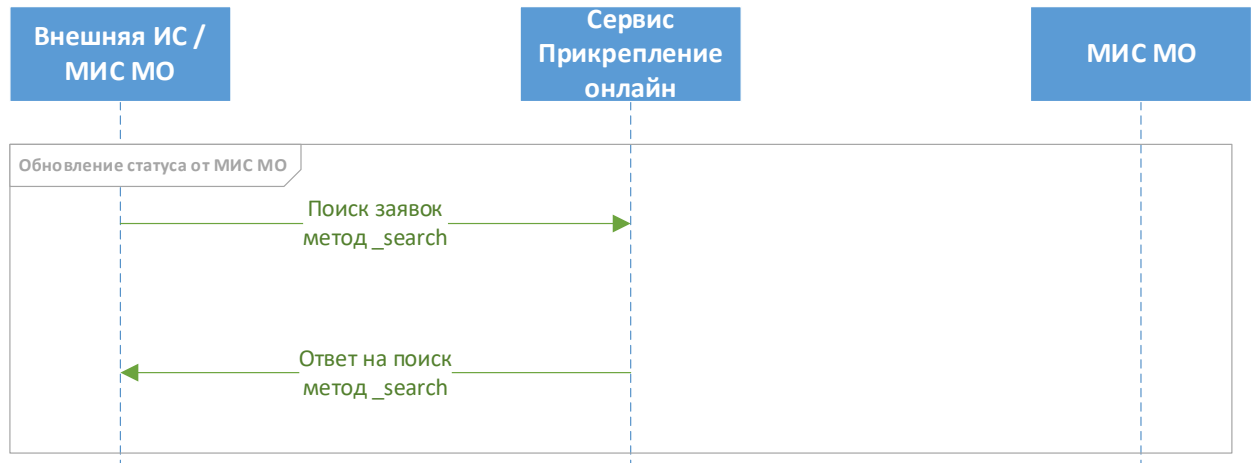 Внешняя ИС /
МИС МО
Сервис
Прикрепление
онлайн
МИС МО
Обновление статуса от МИС МО
Поиск заявок
метод _search
Ответ на поиск
метод _search